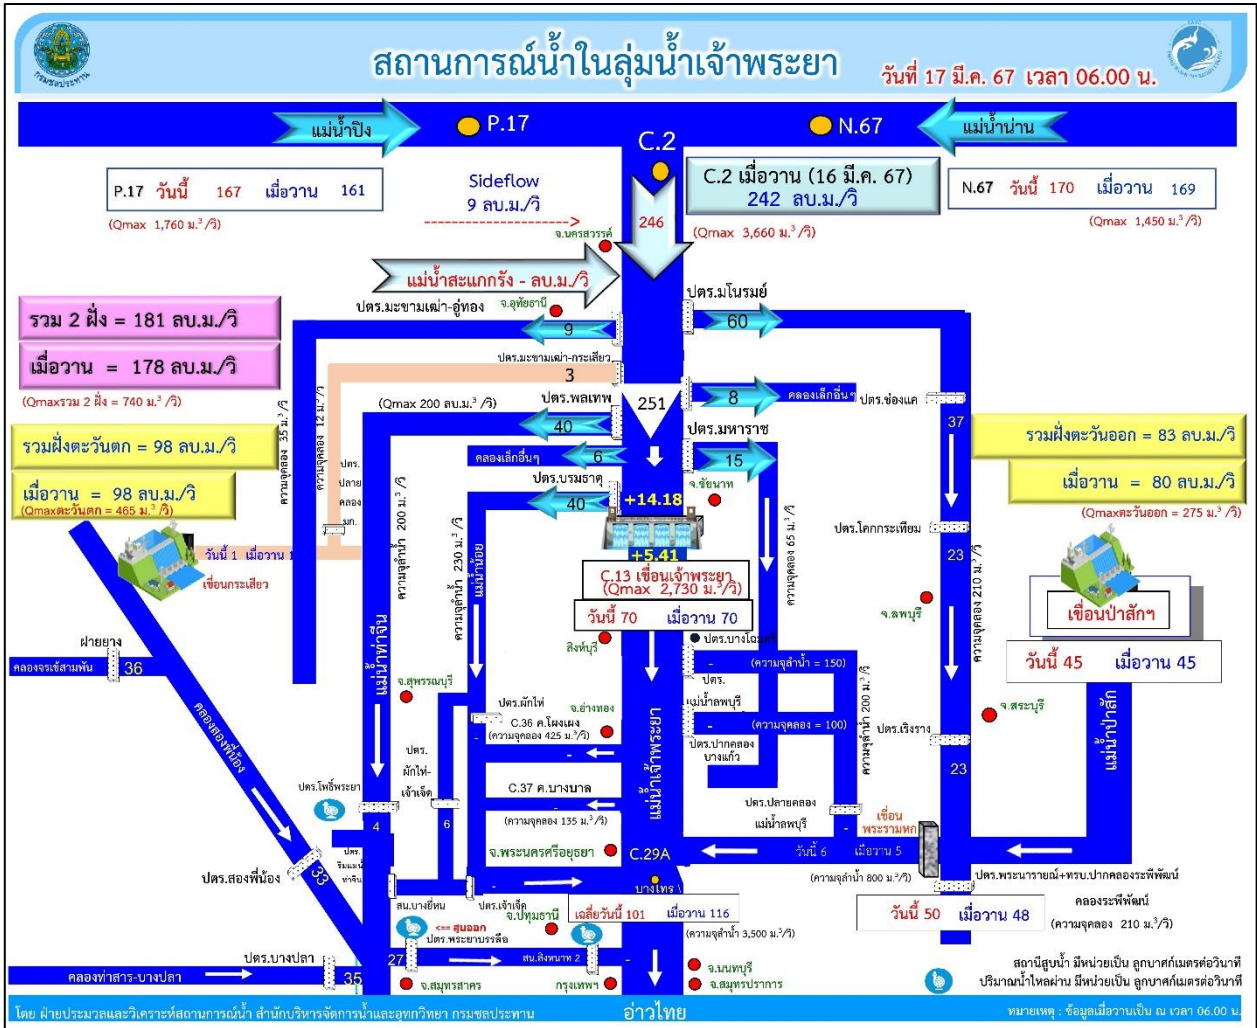 สถานการณ์น้ำในลุ่มน้ำเจ้าพระยา
วันที่ 17 มี.ค. 67 เวลา 06.00 น.
กรมชลประทาน
แม่น้ำปิง
P.17
C.2
N.67
แม่น้ำน่าน
P.17 วันนี้ 167 เมื่อวาน 161
(Qmax 1,760 ม.³/วิ)
Sideflow
9 ลบ.ม./วิ
246
C.2 เมื่อวาน (16 มี.ค. 67)
242 ลบ.ม./วิ
(Qmax 3,660 ม.³/วิ)
N.67 วันนี้ 170 เมื่อวาน 169
(Qmax 1,450 ม.³/วิ)
จ.นครสวรรค์
แม่น้ำสะแกกรัง - ลบ.ม./วิ
จ.อุทัยธานี
ปตร.มะขามเฒ่า-อู่ทอง
9
ปตร.มโนรมย์
60
รวม 2 ฝั่ง = 181 ลบ.ม./วิ
เมื่อวาน = 178 ลบ.ม./วิ
(Qmaxรวม 2 ฝั่ง = 740 ม.³/วิ)
ปตร.มะขามเฒ่า-กระเสียว
3
(Qmax 200 ลบ.ม./วิ)
ปตร.พลเทพ
40
251
8
คลองเล็กอื่นๆ
ปตร.ช่องแค
37
ความจุคลอง 35 ม.³/วิ
ความจุคลอง 12 ม.³/วิ
รวมฝั่งตะวันตก = 98 ลบ.ม./วิ
เมื่อวาน = 98 ลบ.ม./วิ
(Qmaxตะวันตก = 465 ม.³/วิ)
คลองเล็กอื่นๆ
6
ปตร.มหาราช
15
รวมฝั่งตะวันออก = 83 ลบ.ม./วิ
เมื่อวาน = 80 ลบ.ม./วิ
(Qmaxตะวันออก = 275 ม.³/วิ)
ปตร.บรมธาตุ
40
จ.ชัยนาท
+14.18
+5.41
ปตร.
ปลาย
คลอง
มก.
วันนี้ 1 เมื่อวาน 1
เขื่อนกระเสียว
ความจุลำน้ำ 200 ม.³/วิ
ความจุลำน้ำ 230 ม.³/วิ
แม่น้ำน้อย
ความจุคลอง 65 ม.³/วิ
ปตร.โคกกระเทียม
23
ความจุคลอง 210 ม.³/วิ
C.13 เขื่อนเจ้าพระยา
(Qmax 2,730 ม.³/วิ)
วันนี้ 70 เมื่อวาน 70
จ.ลพบุรี
เขื่อนป่าสักฯ
วันนี้ 45 เมื่อวาน 45
ฝายยาง
คลองจรเข้สามพัน
36
แม่น้ำท่าจีน
สิงห์บุรี
- (ความจุลำน้ำ = 150)
ปตร.
แม่น้ำลพบุรี
- (ความจุคลอง = 100)
ปตร.ปากคลอง
บางแก้ว
ความจุลำน้ำ 200 ม.³/วิ
จ.สุพรรณบุรี
คลองสองพี่น้อง
ปตร.ผักไห่
-
จ.อ่างทอง
C.36 ค.โผงเผง
(ความจุคลอง 425 ม.³/วิ)
-
แม่น้ำเจ้าพระยา
จ.สระบุรี
ปตร.เริงราง
23
แม่น้ำป่าสัก
ปตร.
ผักไห่-
เจ้าเจ็ด
C.37 ค.บางบาล
-
(ความจุคลอง 135 ม.³/วิ)
ปตร.โพธิ์พระยา
4
6
ปตร.ปลายคลอง
แม่น้ำลพบุรี
-
เขื่อน
พระรามหก
จ.พระนครศรีอยุธยา
C.29A
วันนี้ 6 เมื่อวาน 5
(ความจุลำน้ำ 800 ม.³/วิ)
ปตร.สองพี่น้อง
33
สน.บางยี่หน
ปตร.เจ้าเจ็ด
-
บางไทร
ปตร.พระนารายณ์+ทรบ.ปากคลองระพีพัฒน์
คลองระพีพัฒน์
(ความจุคลอง 210 ม.³/วิ)
วันนี้ 50 เมื่อวาน 48
จ.ปทุมธานี
เฉลี่ยวันนี้ 101 เมื่อวาน 116
(ความจุลำน้ำ 3,500 ม.³/วิ)
<== สูบออก
ปตร.พระยาบรรลือ
27
สน.สิงหนาท 2
-
ปตร.บางปลา
คลองท่าสาร-บางปลา
35
จ.สมุทรสาคร
กรุงเทพฯ
จ.นนทบุรี
จ.สมุทรปราการ
สถานีสูบน้ำ มีหน่วยเป็น ลูกบาศก์เมตรต่อวินาที
ปริมาณน้ำไหลผ่าน มีหน่วยเป็น ลูกบาศก์เมตรต่อวินาที
โดย ฝ่ายประมวลและวิเคราะห์สถานการณ์น้ำ สำนักบริหารจัดการน้ำและอุทกวิทยา กรมชลประทาน
อ่าวไทย
หมายเหตุ : ข้อมูลเมื่อวานเป็น ณ เวลา 06.00 น.